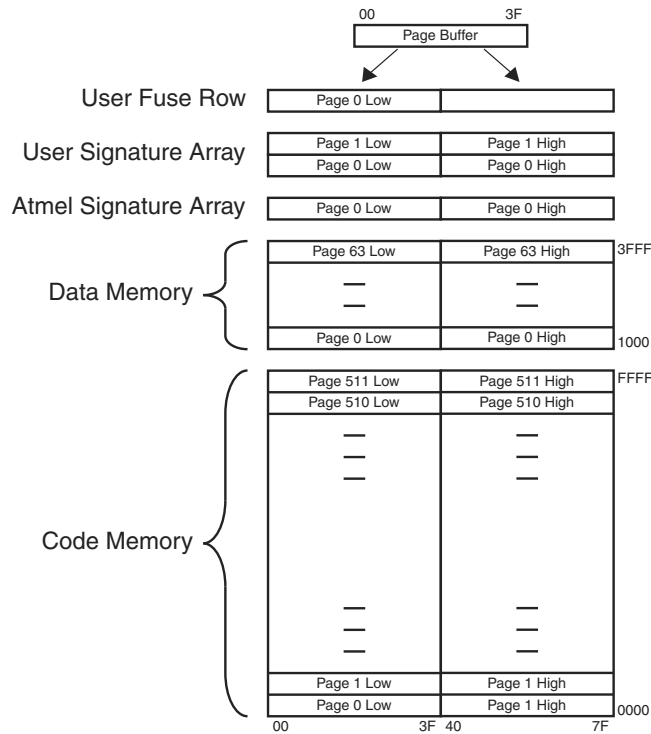 00 3F
Page Buffer
User Fuse Row
Page 0 Low
User Signature Array
Page 1 Low Page 1 High
Page 0 Low Page 0 High
Atmel Signature Array
Page 0 Low Page 0 High
Data Memory
Page 63 Low Page 63 High 3FFF
Page 0 Low Page 0 High 1000
Code Memory
Page 511 Low Page 511 High FFFF
Page 510 Low Page 510 High
Page 1 Low Page 1 High
Page 0 Low Page 1 High 0000
00 3F 40 7F